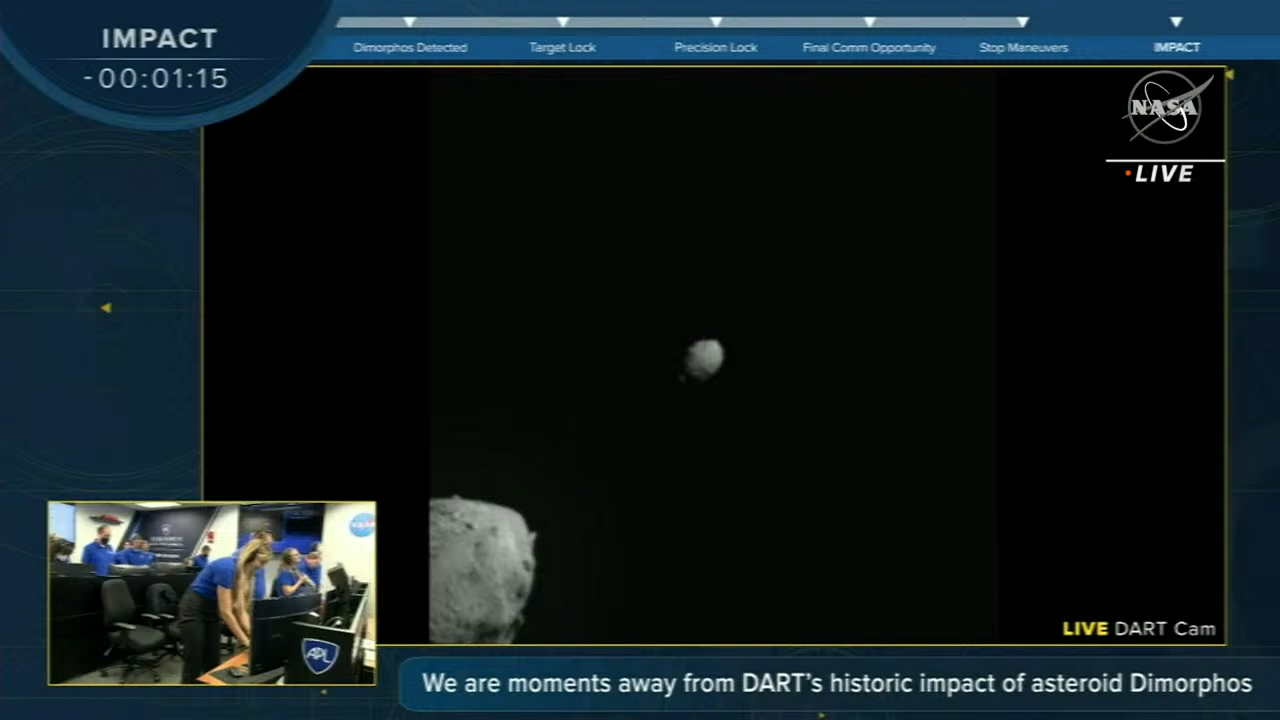 IMPACT
-00:01:15
Dimorphos Detected
Target Lock
Precision Lock
Final Comm Opportunity
Stop Maneuvers
IMPACT
NASA
LIVE
APL
LIVE DART Cam
We are moments away from DART's historic impact of asteroid Dimorphos